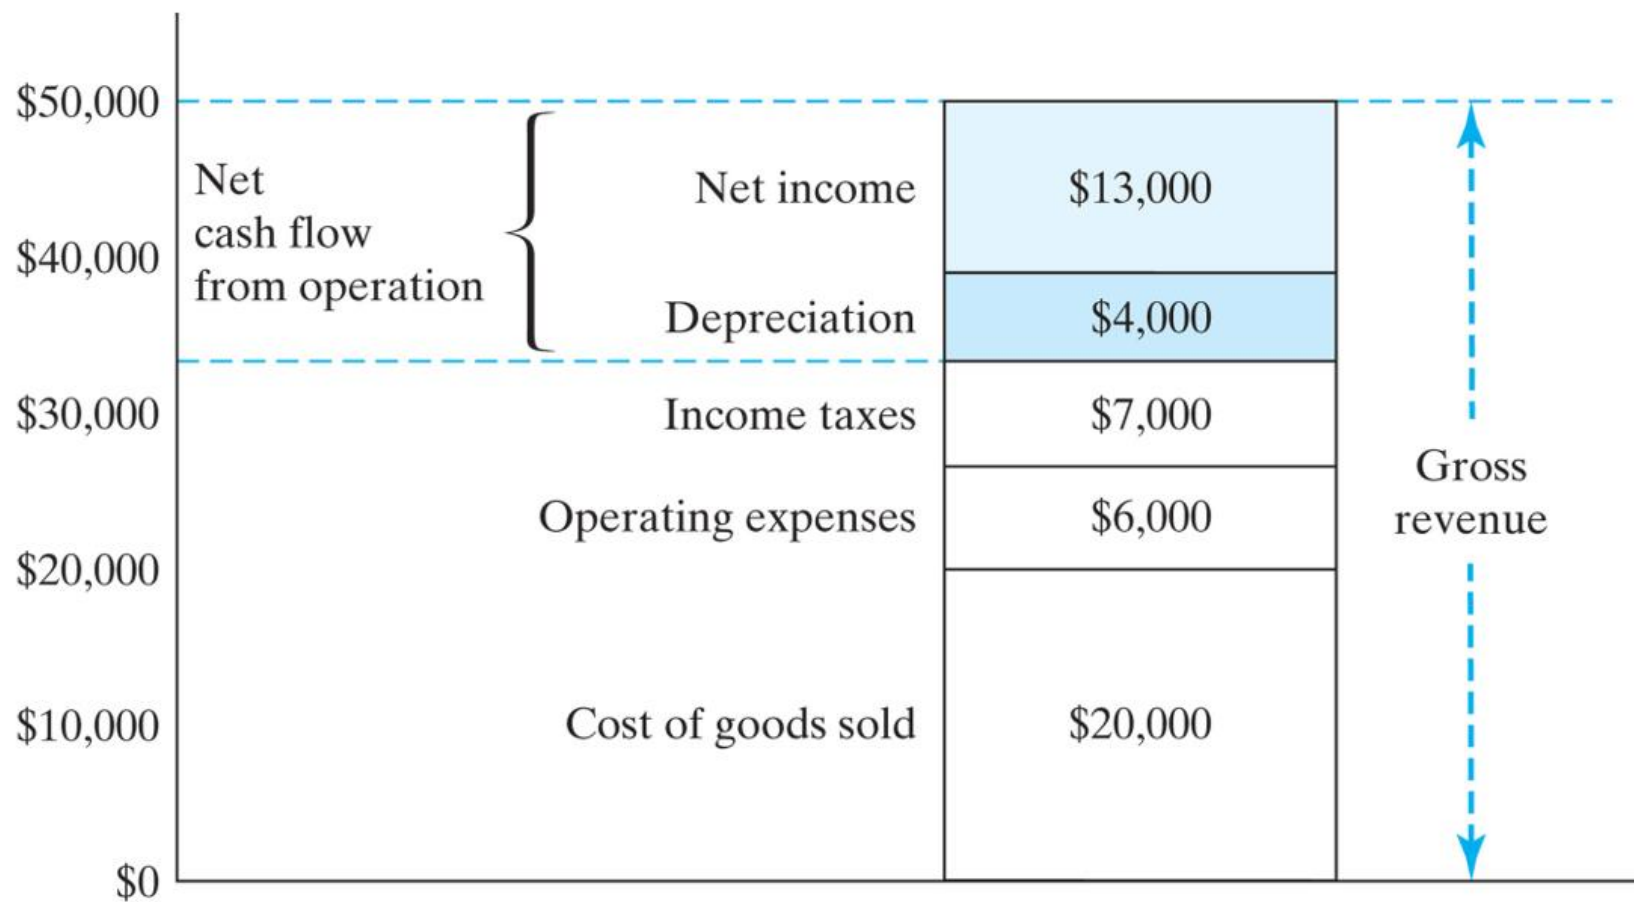 $50,000
Net
cash flow
from operation
Net income
$13,000
$40,000
Depreciation
$4,000
$30,000
Income taxes
$7,000
Gross
revenue
Operating expenses
$6,000
$20,000
$10,000
Cost of goods sold
$20,000
$0